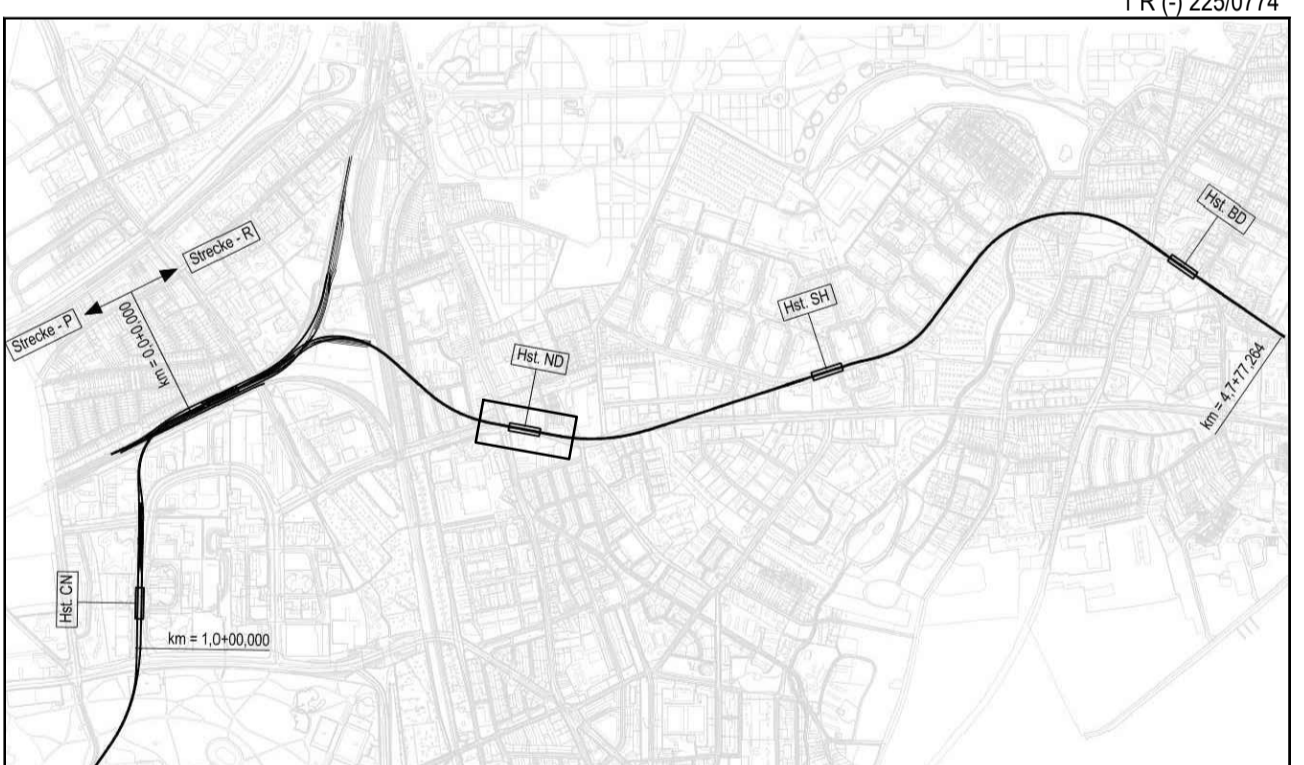 T R (-) 225/0774
Hst. BD
Strecke - R
Strecke - P
km = 0,0+0,000
Hst. SH
Hst. ND
km = 4,7+77,264
Hst. CN
km = 1,0+00,000